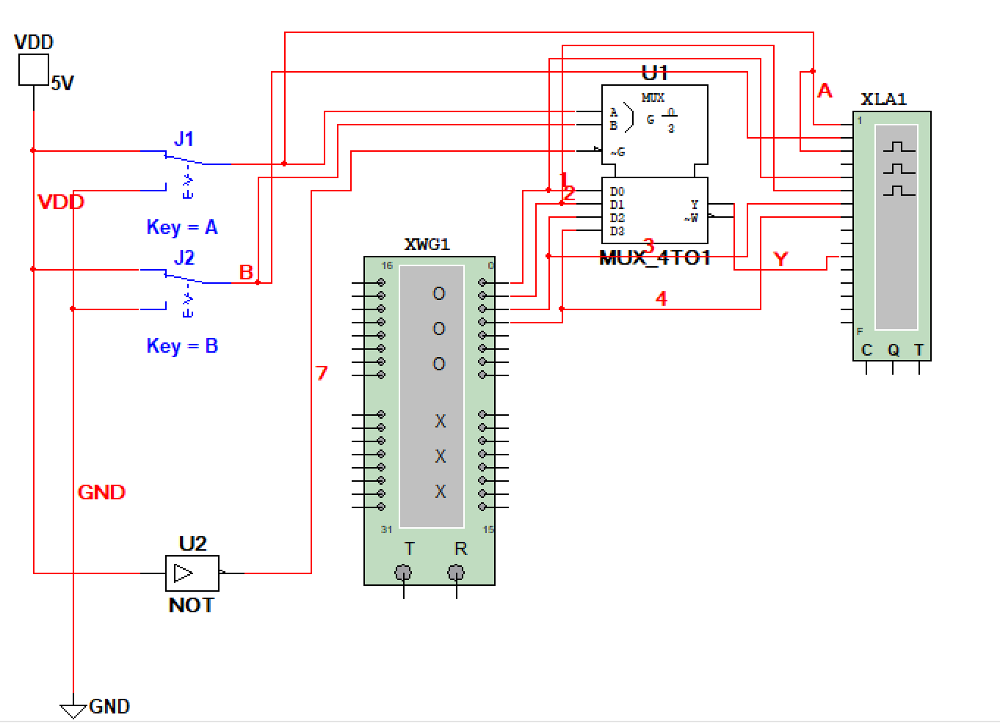 VDD
5V
U1
A
XLA1
MUX
A
B
G 0
3
~G
1
J1
VDD
Key = A
1
2
D0
D1
D2
D3
Y
~W
XWG1
3
MUX_4TO1
Y
J2
B
16
0
4
Key = B
F
C Q T
O
O
O
7
X
X
X
GND
31
15
T R
U2
NOT
GND